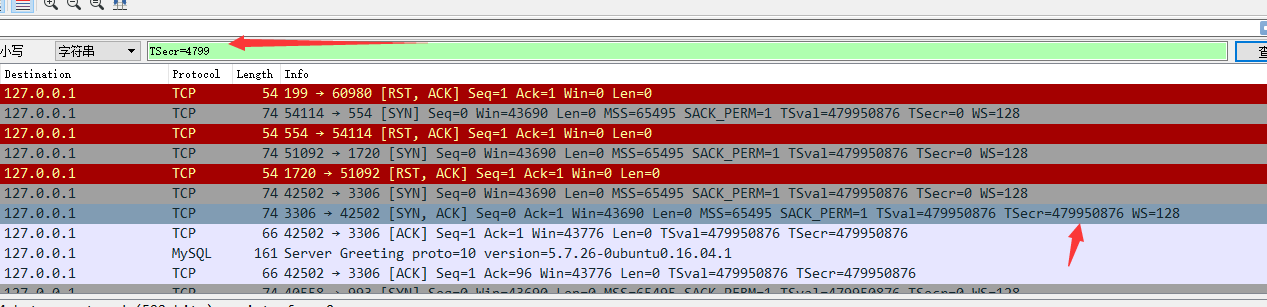 小写 字符串 TSecr=4799
Destination Protocol Length Info
127.0.0.1 TCP 54 199 → 60980 [RST, ACK] Seq=1 Ack=1 Win=0 Len=0
127.0.0.1 TCP 74 54114 → 554 [SYN] Seq=0 Win=43690 Len=0 MSS=65495 SACK_PERM=1 TSval=479950876 TSecr=0 WS=128
127.0.0.1 TCP 54 554 → 54114 [RST, ACK] Seq=1 Ack=1 Win=0 Len=0
127.0.0.1 TCP 74 51092 → 1720 [SYN] Seq=0 Win=43690 Len=0 MSS=65495 SACK_PERM=1 TSval=479950876 TSecr=0 WS=128
127.0.0.1 TCP 54 1720 → 51092 [RST, ACK] Seq=1 Ack=1 Win=0 Len=0
127.0.0.1 TCP 74 42502 → 3306 [SYN] Seq=0 Win=43690 Len=0 MSS=65495 SACK_PERM=1 TSval=479950876 TSecr=0 WS=128
127.0.0.1 TCP 74 3306 → 42502 [SYN, ACK] Seq=0 Ack=1 Win=43690 Len=0 MSS=65495 SACK_PERM=1 TSval=479950876 TSecr=479950876 WS=128
127.0.0.1 TCP 66 42502 → 3306 [ACK] Seq=1 Ack=1 Win=43776 Len=0 TSval=479950876 TSecr=479950876
127.0.0.1 MySQL 161 Server Greeting proto=10 version=5.7.26-0ubuntu0.16.04.1
127.0.0.1 TCP 66 42502 → 3306 [ACK] Seq=1 Ack=96 Win=43776 Len=0 TSval=479950876 TSecr=479950876